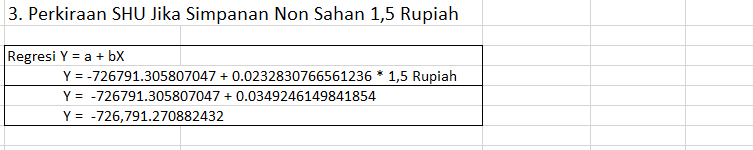 3. Perkiraan SHU Jika Simpanan Non Sahan 1,5 Rupiah
Regresi Y = a + bX
Y = -726791.305807047 + 0.0232830766561236 * 1,5 Rupiah
Y =  -726791.305807047 + 0.0349246149841854
Y =  -726,791.270882432